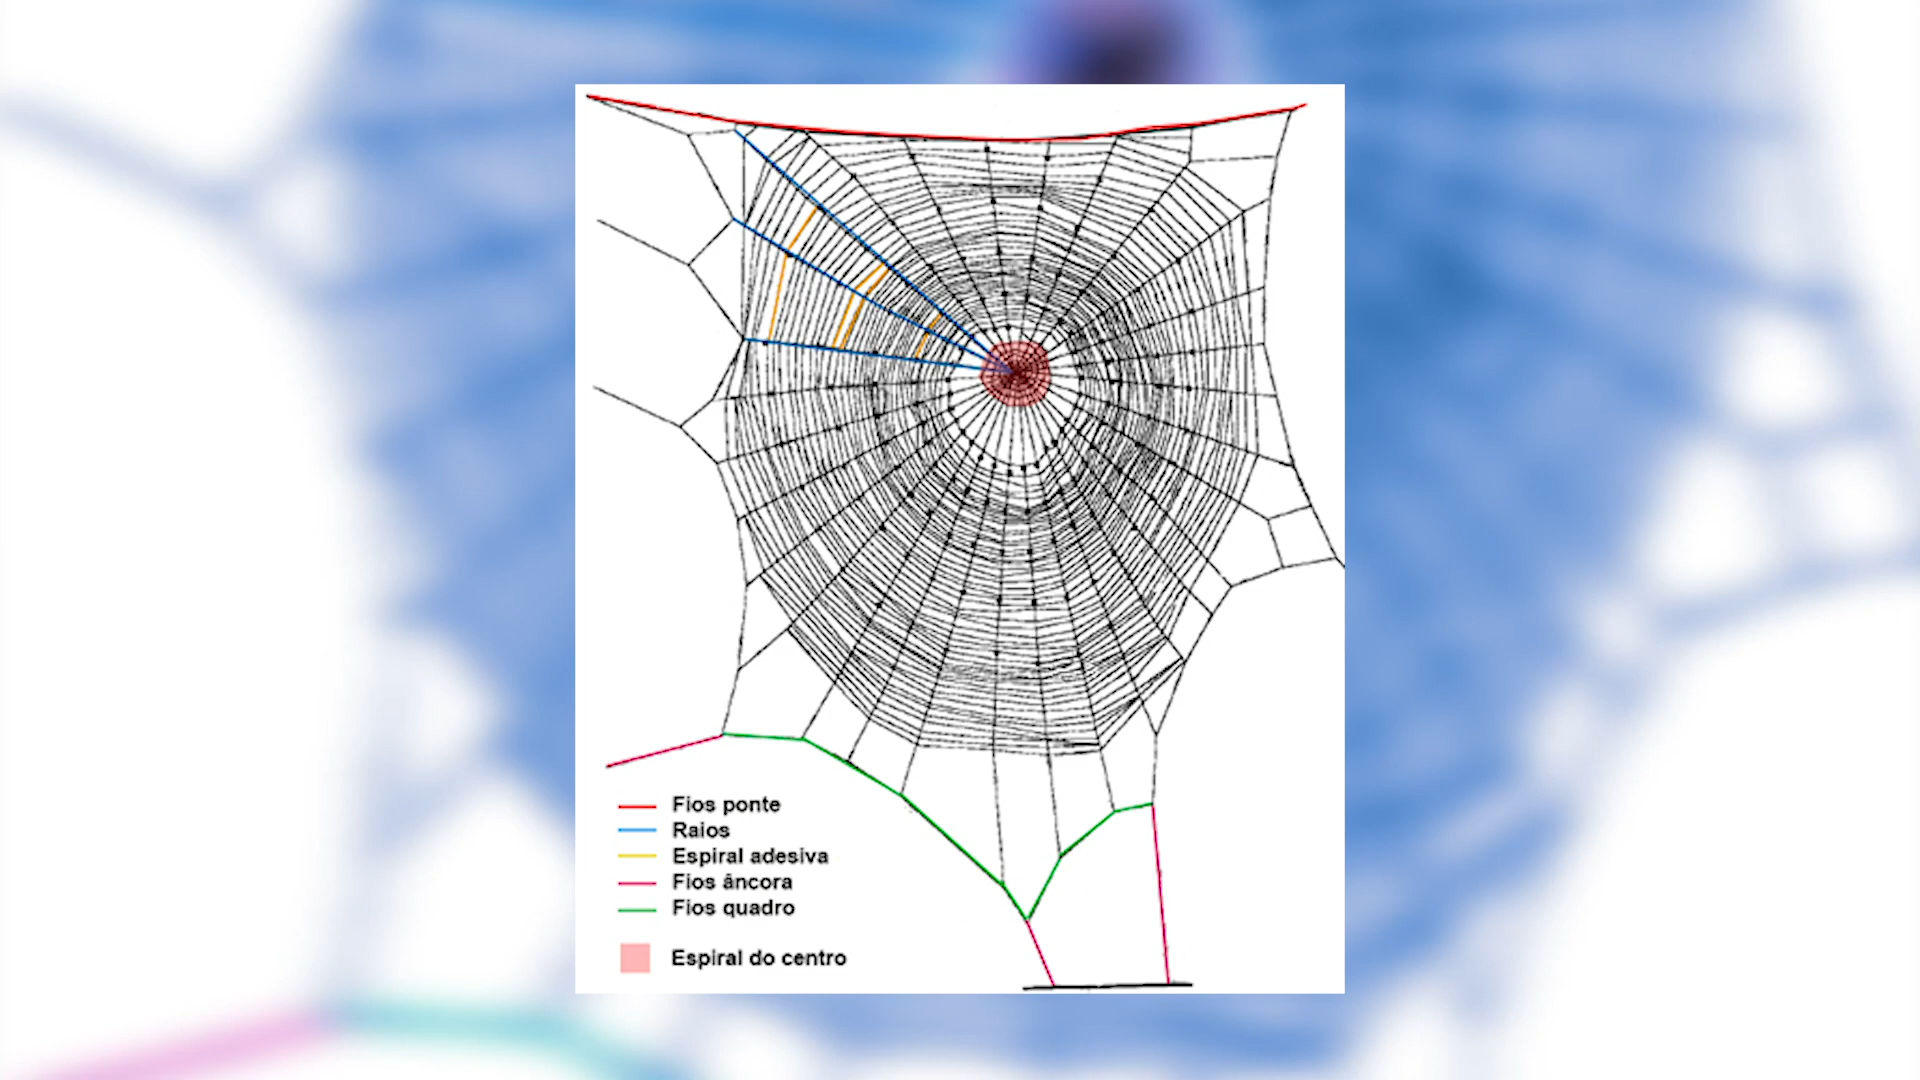 Fios ponte
Raios
Espiral adesiva
Fios âncora
Fios quadro
Espiral do centro